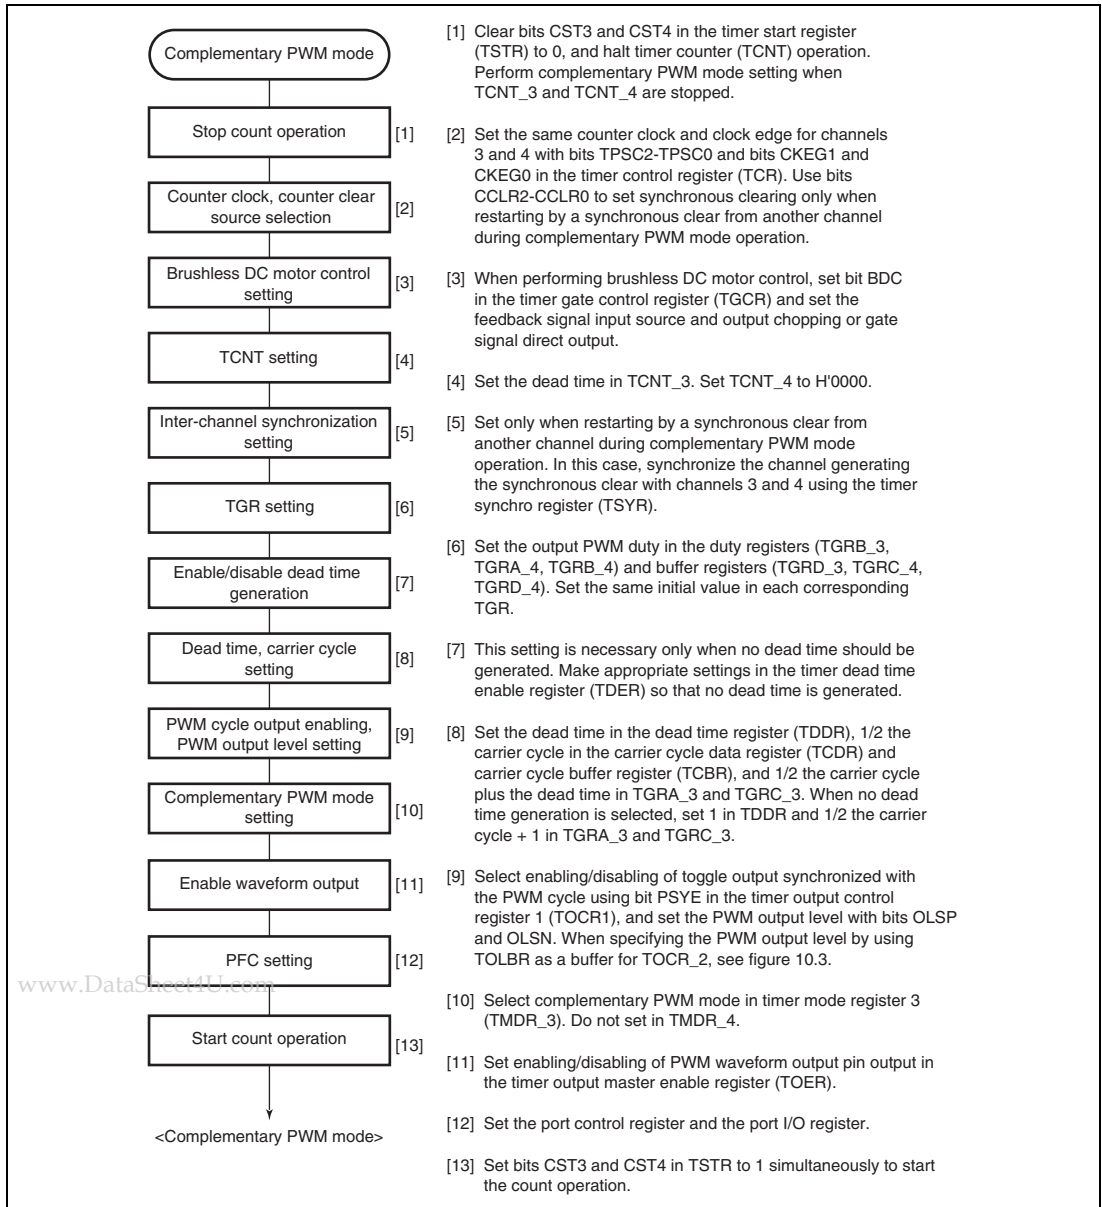 Complementary PWM mode
Stop count operation
[1]
Counter clock, counter clear
source selection
[2]
Brushless DC motor control
setting
[3]
TCNT setting
[4]
Inter-channel synchronization
setting
[5]
TGR setting
[6]
Enable/disable dead time
generation
[7]
Dead time, carrier cycle
setting
[8]
PWM cycle output enabling,
PWM output level setting
[9]
Complementary PWM mode
setting
[10]
Enable waveform output
[11]
PFC setting
[12]
www.DataSheet4U.com
Start count operation
[13]
<Complementary PWM mode>
[1] Clear bits CST3 and CST4 in the timer start register
(TSTR) to 0, and halt timer counter (TCNT) operation.
Perform complementary PWM mode setting when
TCNT_3 and TCNT_4 are stopped.
[2] Set the same counter clock and clock edge for channels
3 and 4 with bits TPSC2-TPSC0 and bits CKEG1 and
CKEG0 in the timer control register (TCR). Use bits
CCLR2-CCLR0 to set synchronous clearing only when
restarting by a synchronous clear from another channel
during complementary PWM mode operation.
[3] When performing brushless DC motor control, set bit BDC
in the timer gate control register (TGCR) and set the
feedback signal input source and output chopping or gate
signal direct output.
[4] Set the dead time in TCNT_3. Set TCNT_4 to H'0000.
[5] Set only when restarting by a synchronous clear from
another channel during complementary PWM mode
operation. In this case, synchronize the channel generating
the synchronous clear with channels 3 and 4 using the timer
synchro register (TSYR).
[6] Set the output PWM duty in the duty registers (TGRB_3,
TGRA_4, TGRB_4) and buffer registers (TGRD_3, TGRC_4,
TGRD_4). Set the same initial value in each corresponding
TGR.
[7] This setting is necessary only when no dead time should be
generated. Make appropriate settings in the timer dead time
enable register (TDER) so that no dead time is generated.
[8] Set the dead time in the dead time register (TDDR), 1/2 the
carrier cycle in the carrier cycle data register (TCDR) and
carrier cycle buffer register (TCBR), and 1/2 the carrier cycle
plus the dead time in TGRA_3 and TGRC_3. When no dead
time generation is selected, set 1 in TDDR and 1/2 the carrier
cycle + 1 in TGRA_3 and TGRC_3.
[9] Select enabling/disabling of toggle output synchronized with
the PWM cycle using bit PSYE in the timer output control
register 1 (TOCR1), and set the PWM output level with bits OLSP
and OLSN. When specifying the PWM output level by using
TOLBR as a buffer for TOCR_2, see figure 10.3.
[10] Select complementary PWM mode in timer mode register 3
(TMDR_3). Do not set in TMDR_4.
[11] Set enabling/disabling of PWM waveform output pin output in
the timer output master enable register (TOER).
[12] Set the port control register and the port I/O register.
[13] Set bits CST3 and CST4 in TSTR to 1 simultaneously to start
the count operation.